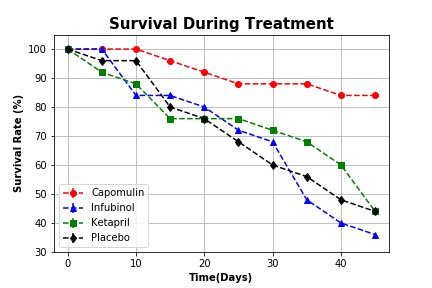 Survival During Treatment
100
90
80
70
60
50
40
30
Survival Rate (%)
Capomulin
Infubinol
Ketapril
Placebo
0 10 20 30 40
Time(Days)